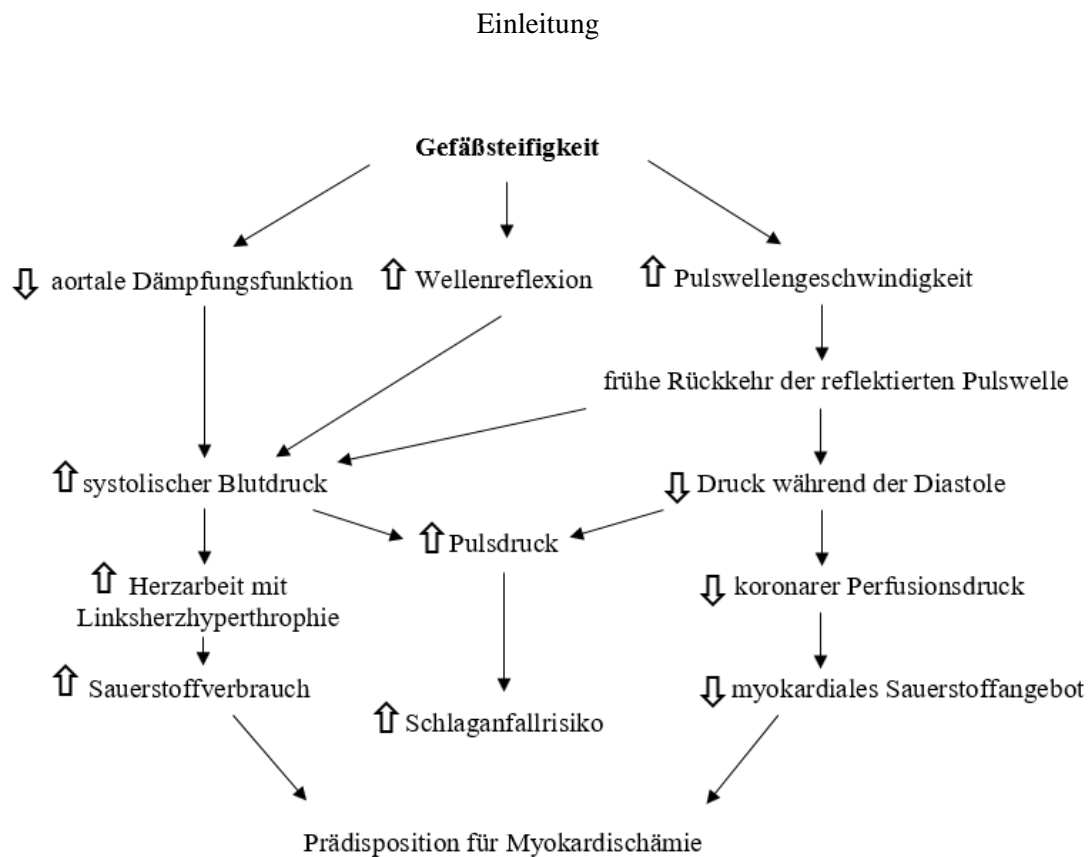 Einleitung
Gefäßsteifigkeit
⇩ aortale Dämpfungsfunktion
⇧ Wellenreflexion
⇧ Pulswellengeschwindigkeit
frühe Rückkehr der reflektierten Pulswelle
⇧ systolischer Blutdruck
⇩ Druck während der Diastole
⇧ Pulsdruck
⇧ Herzarbeit mit
Linksherzhyperthrophie
⇩ koronarer Perfusionsdruck
⇧ Sauerstoffverbrauch
⇩ myokardiales Sauerstoffangebot
⇧ Schlaganfallrisiko
Prädisposition für Myokardischämie